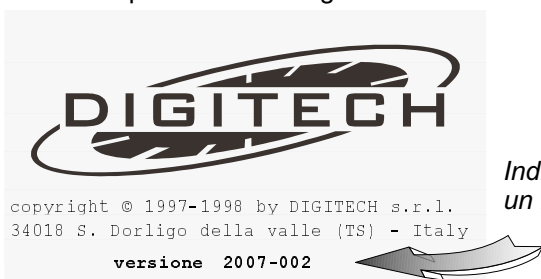 DIGITECH
Ind
un
copyright © 1997-1998 by DIGITECH s.r.l.
34018 S. Dorligo della valle (TS) - Italy
versione 2007-002